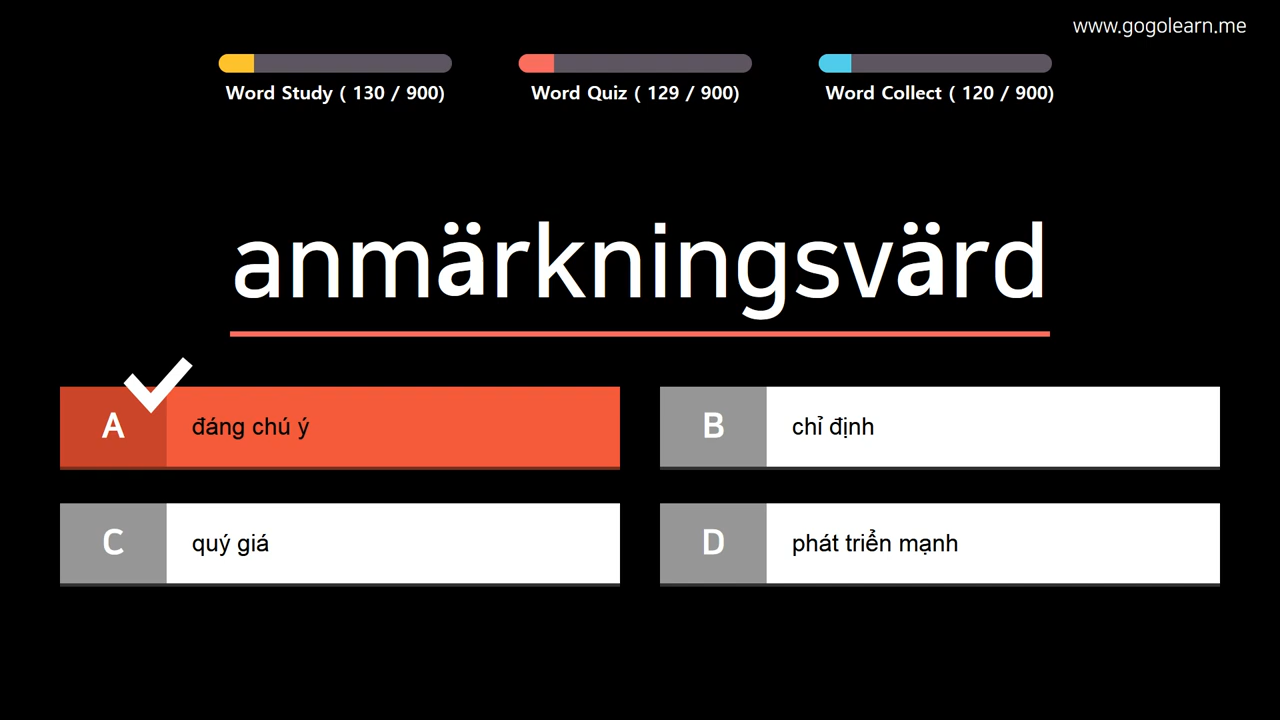 www.gogolearn.me
Word Study ( 130 / 900)
Word Quiz ( 129 / 900)
Word Collect ( 120 / 900)
anmärkningsvärd
A đáng chú ý
B chỉ định
C quý giá
D phát triển mạnh